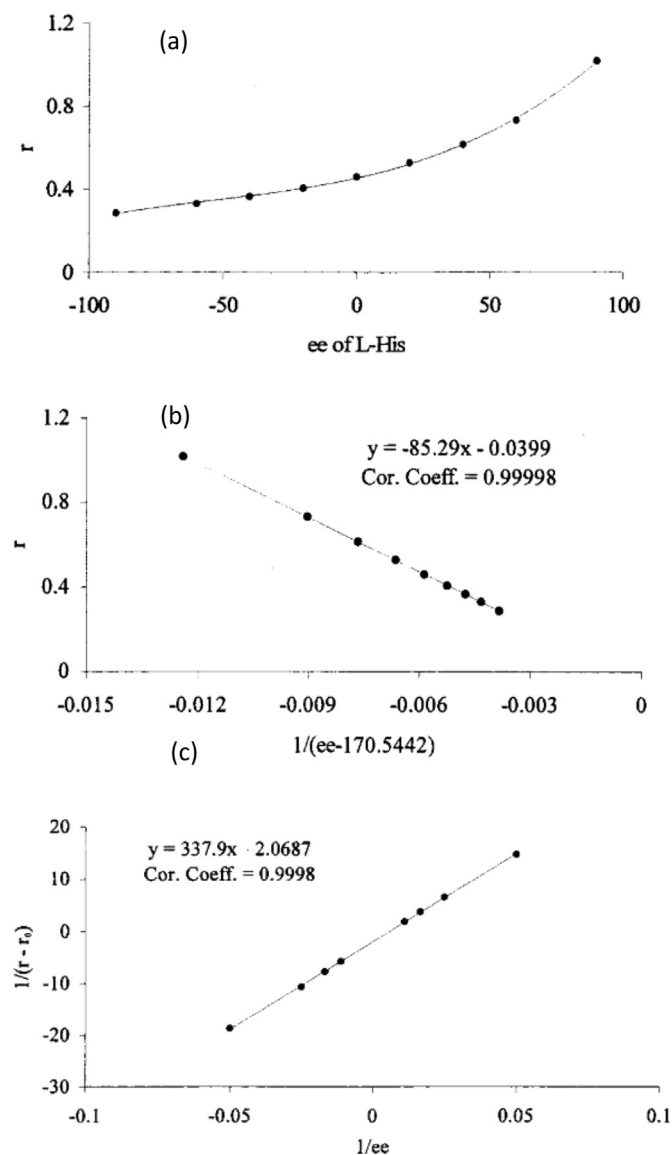 (a)
1.2
0.8
r
0.4
0
-100
-50
0
50
100
ee of L-His
(b)
1.2
y = -85.29x - 0.0399
Cor. Coeff. = 0.99998
0.8
r
0.4
0
-0.015
-0.012
-0.009
-0.006
-0.003
0
1/(ee-170.5442)
(c)
20
y = 337.9x - 2.0687
Cor. Coeff. = 0.9998
10
0
1/(r - r₀)
-10
-20
-30
-0.1
-0.05
0
0.05
0.1
1/ee